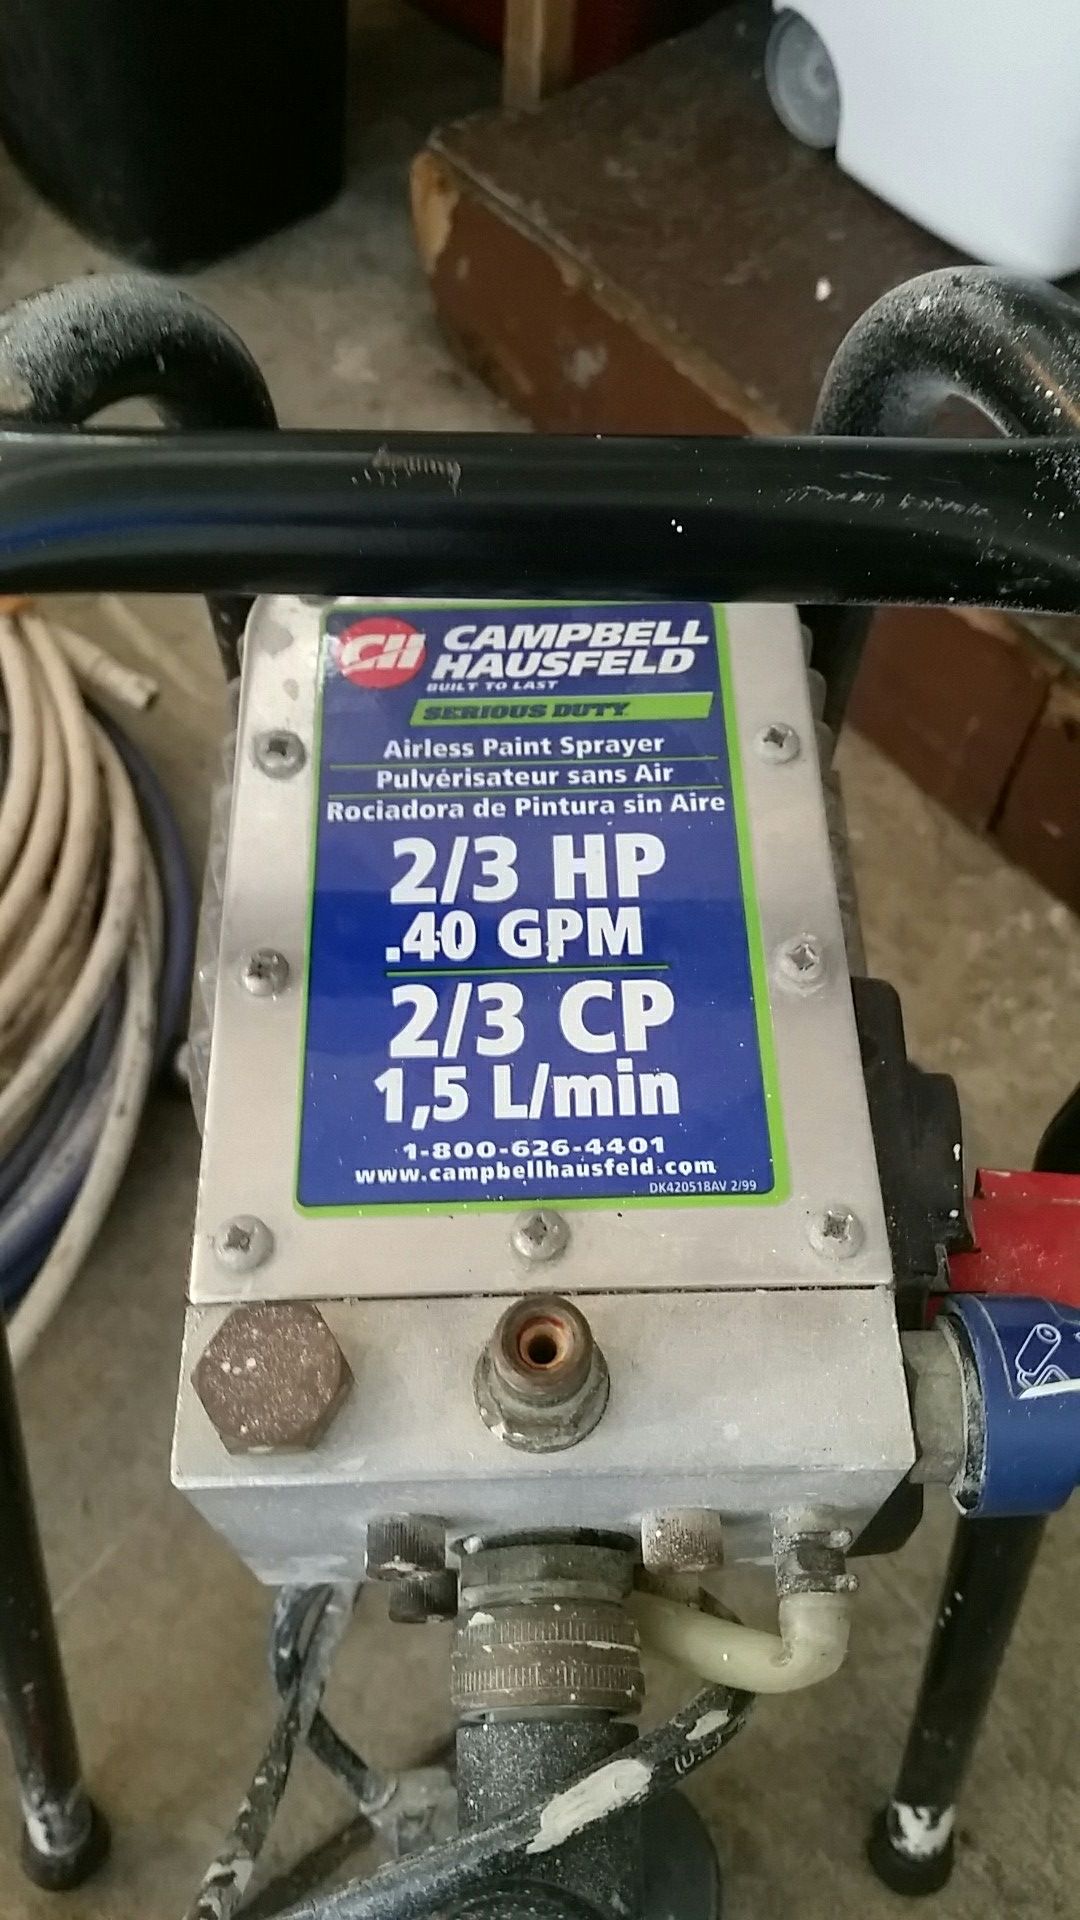 CH CAMPBELL
HAUSFELD
BUILT TO LAST
SERIOUS DUTY
Airless Paint Sprayer
Pulvérisateur sans Air
Rociadora de Pintura sin Aire
2/3 HP
.40 GPM
2/3 CP
1,5 L/min
1-800-626-4401
www.campbellhausfeld.com
DK420518AV 2/99
(U.L)